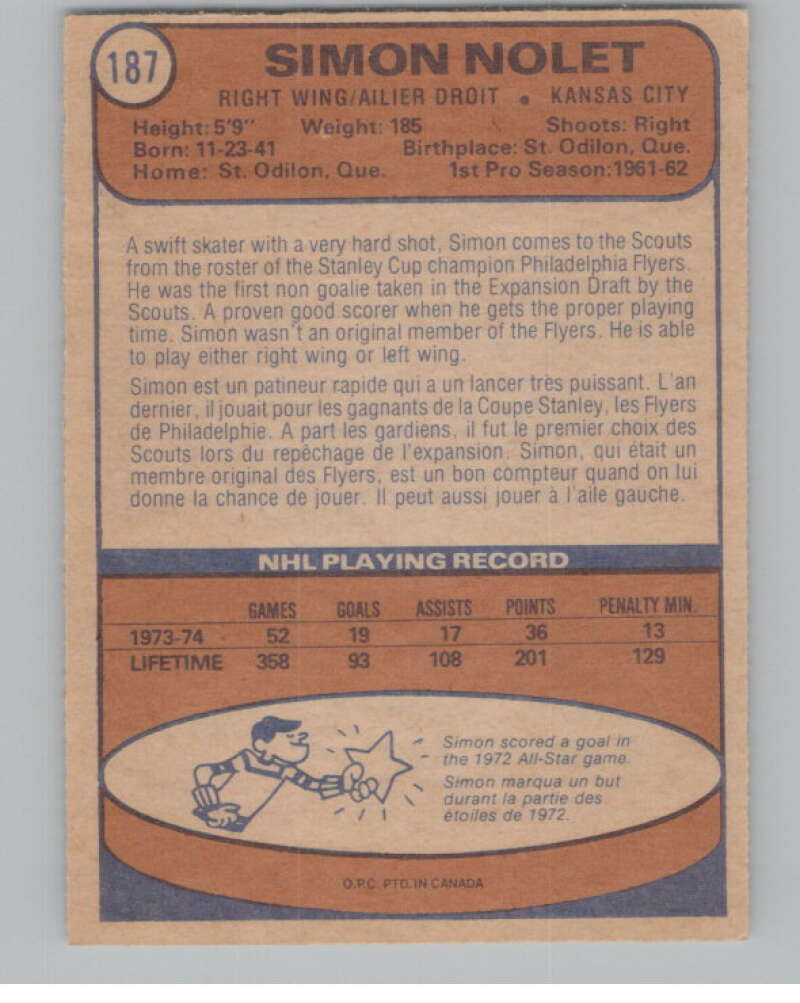 187
SIMON NOLET
RIGHT WING/AILIER DROIT • KANSAS CITY
Height: 5'9" Weight: 185 Shoots: Right
Born: 11-23-41 Birthplace: St. Odilon, Que.
Home: St. Odilon, Que. 1st Pro Season:1961-62
A swift skater with a very hard shot, Simon comes to the Scouts
from the roster of the Stanley Cup champion Philadelphia Flyers.
He was the first non goalie taken in the Expansion Draft by the
Scouts. A proven good scorer when he gets the proper playing
time. Simon wasn't an original member of the Flyers. He is able
to play either right wing or left wing.
Simon est un patineur rapide qui a un lancer très puissant. L'an
dernier, il jouait pour les gagnants de la Coupe Stanley, les Flyers
de Philadelphie. A part les gardiens, il fut le premier choix des
Scouts lors du repêchage de l'expansion. Simon, qui était un
membre original des Flyers, est un bon compteur quand on lui
donne la chance de jouer. Il peut aussi jouer à l'aile gauche.
NHL PLAYING RECORD
GAMES GOALS ASSISTS POINTS PENALTY MIN.
1973-74 52 19 17 36 13
LIFETIME 358 93 108 201 129
Simon scored a goal in
the 1972 All-Star game.
Simon marqua un but
durant la partie des
étoiles de 1972.
O.P.C. PTD. IN CANADA